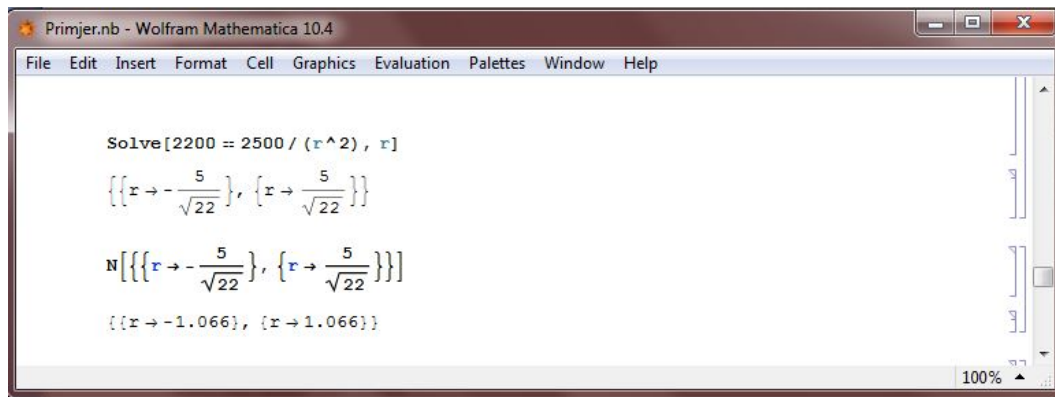 Primjer.nb - Wolfram Mathematica 10.4
File Edit Insert Format Cell Graphics Evaluation Palettes Window Help
Solve[2200 == 2500 / (r^2), r]
{{r → -5/√22}, {r → 5/√22}}
N[{{r → -5/√22}, {r → 5/√22}}]
{{r → -1.066}, {r → 1.066}}
100%